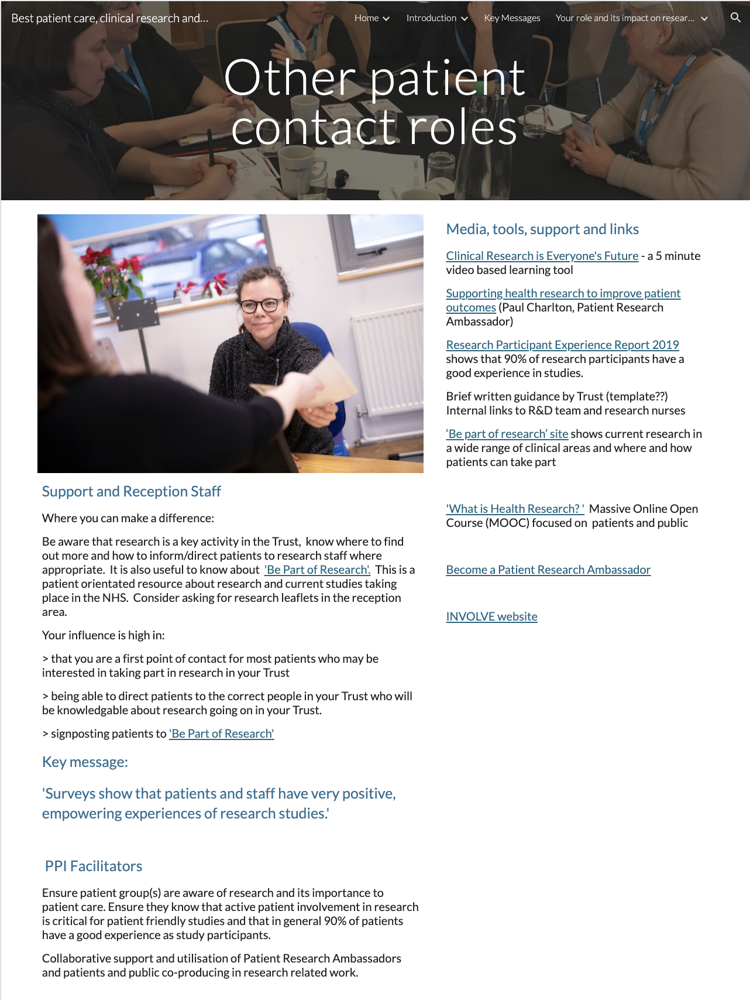 Best patient care, clinical research and...
Home
Introduction
Key Messages
Your role and its impact on resear...
Other patient
contact roles
Support and Reception Staff
Where you can make a difference:
Be aware that research is a key activity in the Trust,  know where to find
out more and how to inform/direct patients to research staff where
appropriate.  It is also useful to know about  'Be Part of Research'.  This is a
patient orientated resource about research and current studies taking
place in the NHS.  Consider asking for research leaflets in the reception
area.
Your influence is high in:
> that you are a first point of contact for most patients who may be
interested in taking part in research in your Trust
> being able to direct patients to the correct people in your Trust who will
be knowledgable about research going on in your Trust.
> signposting patients to 'Be Part of Research'
Key message:
'Surveys show that patients and staff have very positive,
empowering experiences of research studies.'
PPI Facilitators
Ensure patient group(s) are aware of research and its importance to
patient care. Ensure they know that active patient involvement in research
is critical for patient friendly studies and that in general 90% of patients
have a good experience as study participants.
Collaborative support and utilisation of Patient Research Ambassadors
and patients and public co-producing in research related work.
Media, tools, support and links
Clinical Research is Everyone's Future - a 5 minute
video based learning tool
Supporting health research to improve patient
outcomes (Paul Charlton, Patient Research
Ambassador)
Research Participant Experience Report 2019
shows that 90% of research participants have a
good experience in studies.
Brief written guidance by Trust (template??)
Internal links to R&D team and research nurses
‘Be part of research’ site shows current research in
a wide range of clinical areas and where and how
patients can take part
'What is Health Research? '  Massive Online Open
Course (MOOC) focused on  patients and public
Become a Patient Research Ambassador
INVOLVE website